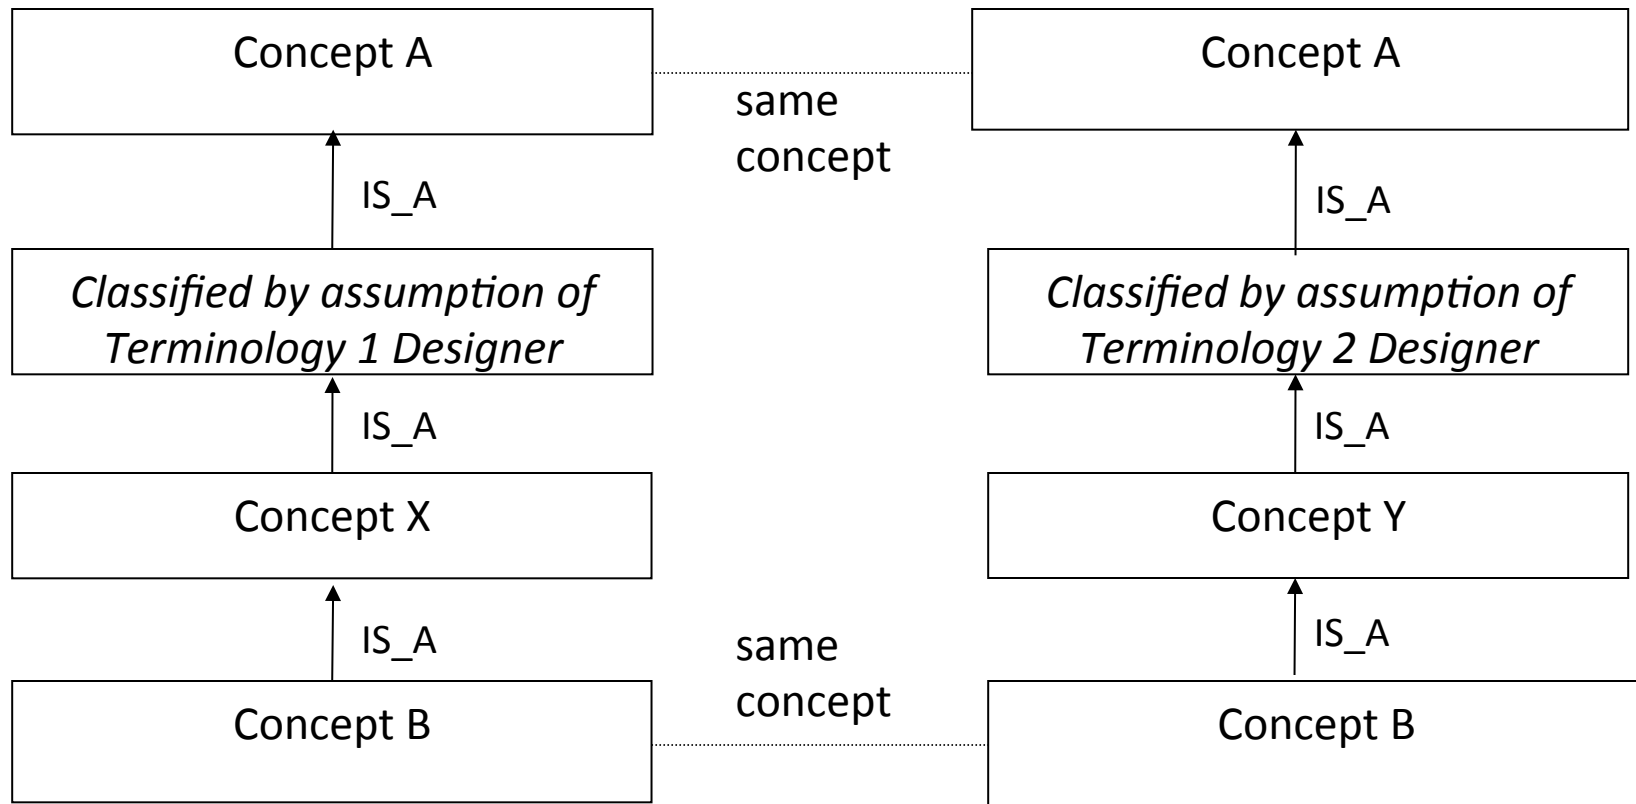 Concept A
Concept A
same
concept
IS_A
IS_A
Classified by assumption of
Terminology 1 Designer
Classified by assumption of
Terminology 2 Designer
IS_A
IS_A
Concept X
Concept Y
IS_A
IS_A
same
concept
Concept B
Concept B